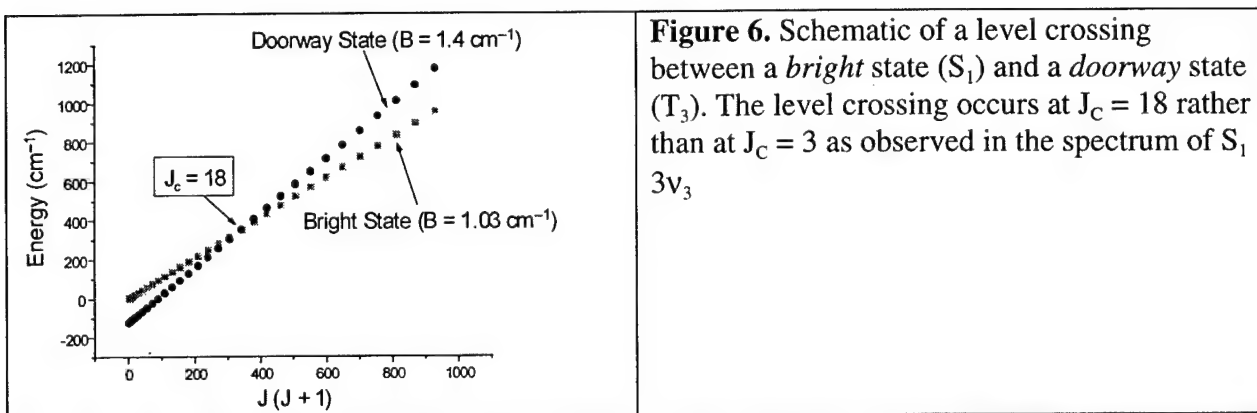 Doorway State (B = 1.4 cm⁻¹)
1200
1000
800
600
400
200
0
-200
Energy (cm⁻¹)
J꜀ = 18
Bright State (B = 1.03 cm⁻¹)
0
200
400
600
800
1000
J (J + 1)
Figure 6. Schematic of a level crossing
between a bright state (S₁) and a doorway state
(T₃). The level crossing occurs at J_C = 18 rather
than at J_C = 3 as observed in the spectrum of S₁
3ν₃